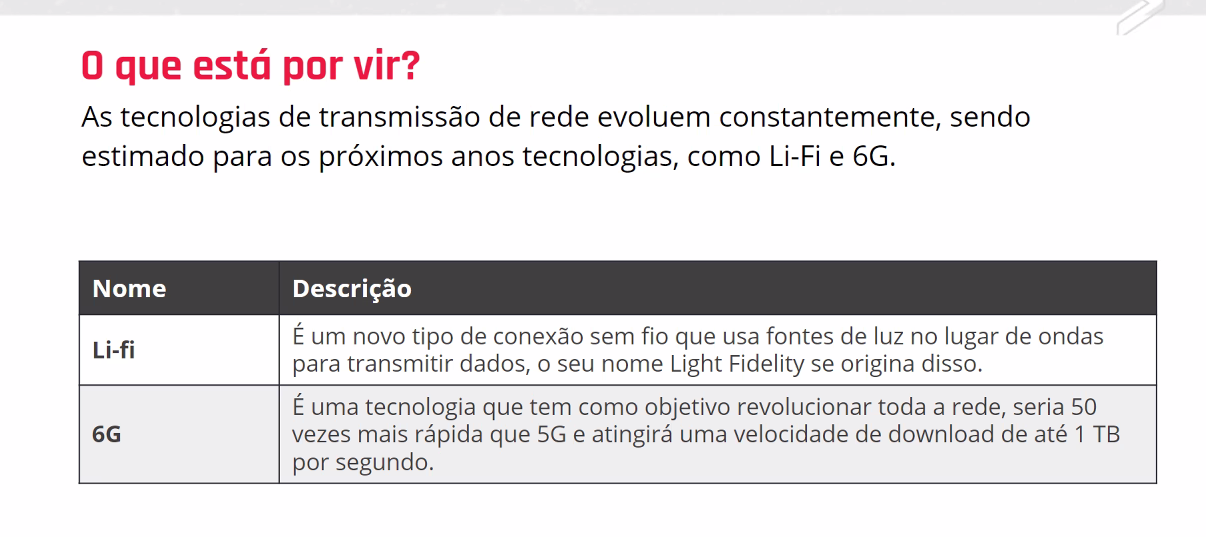 O que está por vir?
As tecnologias de transmissão de rede evoluem constantemente, sendo
estimado para os próximos anos tecnologias, como Li-Fi e 6G.
Nome
Descrição
Li-fi
É um novo tipo de conexão sem fio que usa fontes de luz no lugar de ondas
para transmitir dados, o seu nome Light Fidelity se origina disso.
6G
É uma tecnologia que tem como objetivo revolucionar toda a rede, seria 50
vezes mais rápida que 5G e atingirá uma velocidade de download de até 1 TB
por segundo.